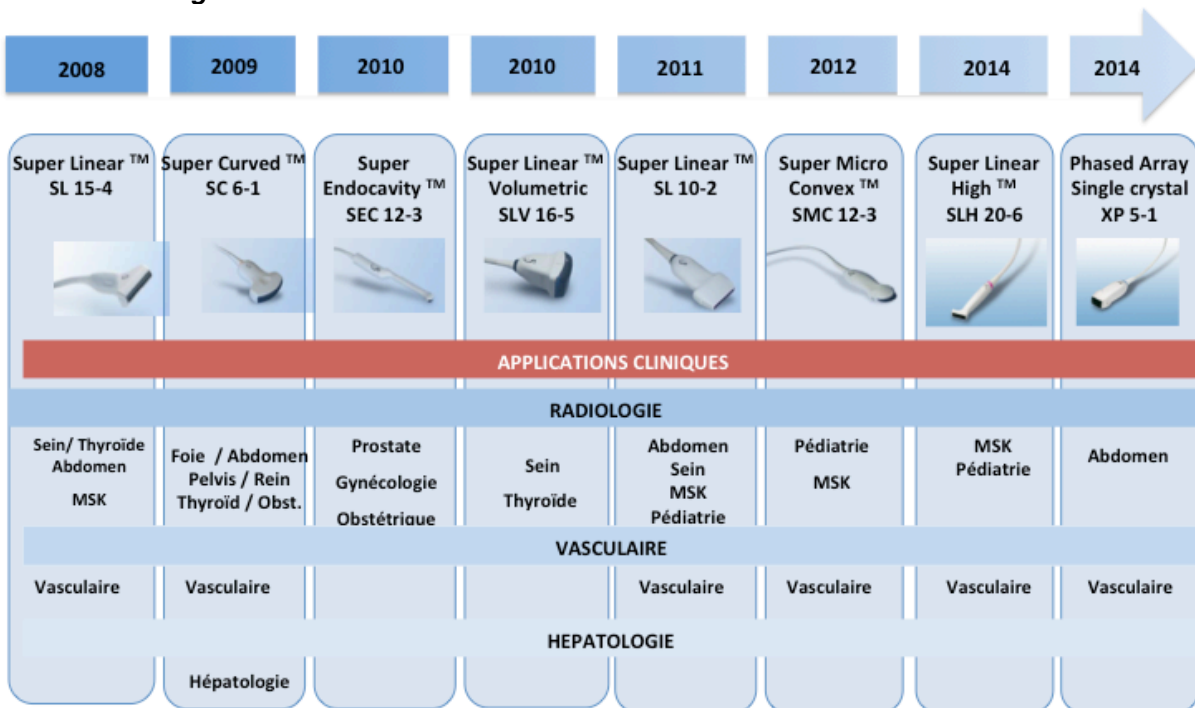 2008
2009
2010
2010
2011
2012
2014
2014
Super Linear ™
SL 15-4
Super Curved ™
SC 6-1
Super
Endocavity ™
SEC 12-3
Super Linear ™
Volumetric
SLV 16-5
Super Linear ™
SL 10-2
Super Micro
Convex ™
SMC 12-3
Super Linear
High ™
SLH 20-6
Phased Array
Single crystal
XP 5-1
APPLICATIONS CLINIQUES
RADIOLOGIE
Sein/ Thyroïde
Abdomen
MSK
Foie / Abdomen
Pelvis / Rein
Thyroïd / Obst.
Prostate
Gynécologie
Obstétrique
Sein
Thyroïde
Abdomen
Sein
MSK
Pédiatrie
Pédiatrie
MSK
MSK
Pédiatrie
Abdomen
VASCULAIRE
Vasculaire
Vasculaire
Vasculaire
Vasculaire
Vasculaire
Vasculaire
HEPATOLOGIE
Hépatologie